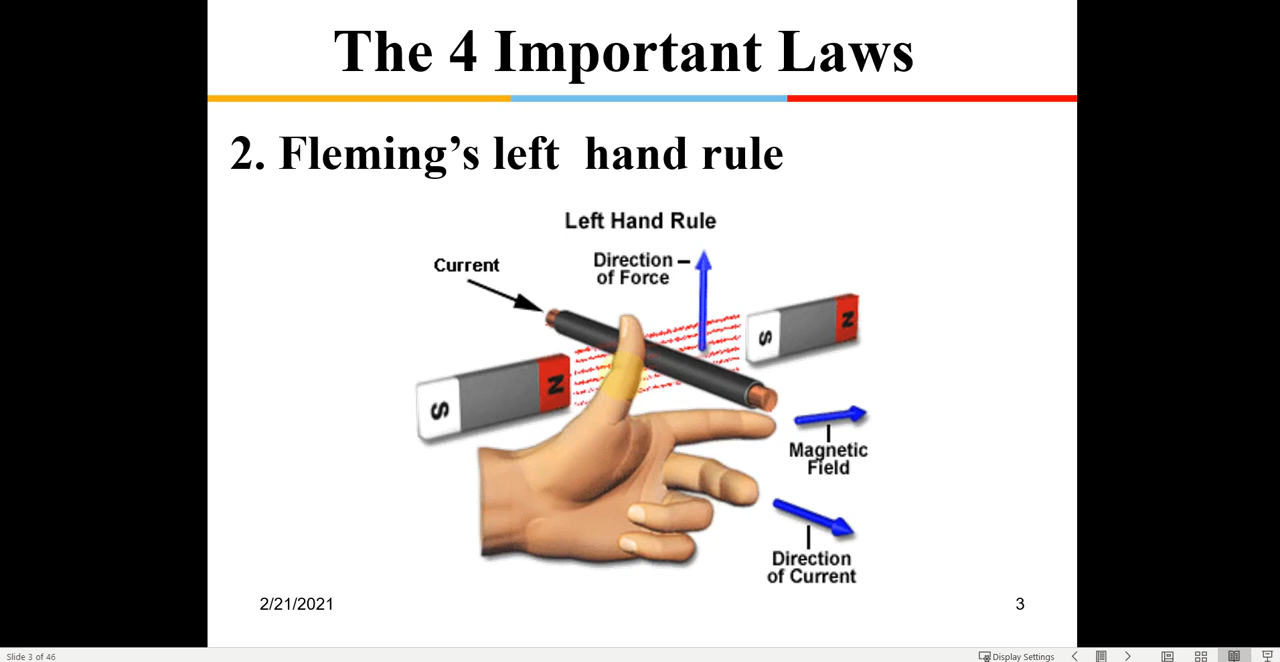 The 4 Important Laws
2. Fleming’s left  hand rule
Left Hand Rule
Current
Direction
of Force
N
S
N
S
Magnetic
Field
Direction
of Current
2/21/2021
3
Slide 3 of 46
Display Settings